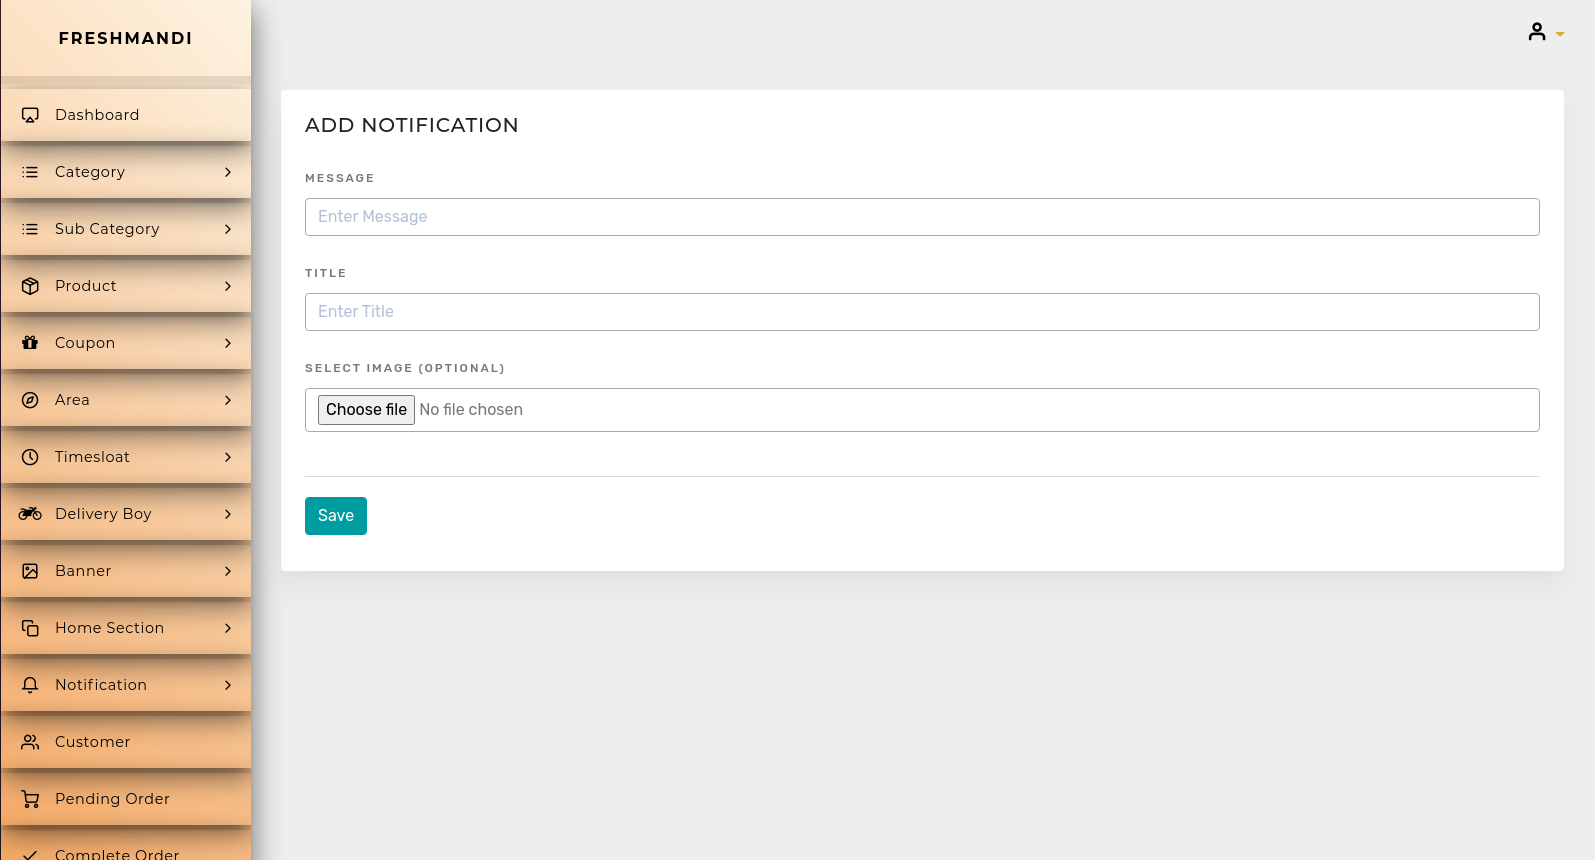 FRESHMANDI
Dashboard
Category
Sub Category
Product
Coupon
Area
Timesloat
Delivery Boy
Banner
Home Section
Notification
Customer
Pending Order
Complete Order
ADD NOTIFICATION
MESSAGE
Enter Message
TITLE
Enter Title
SELECT IMAGE (OPTIONAL)
Choose file No file chosen
Save